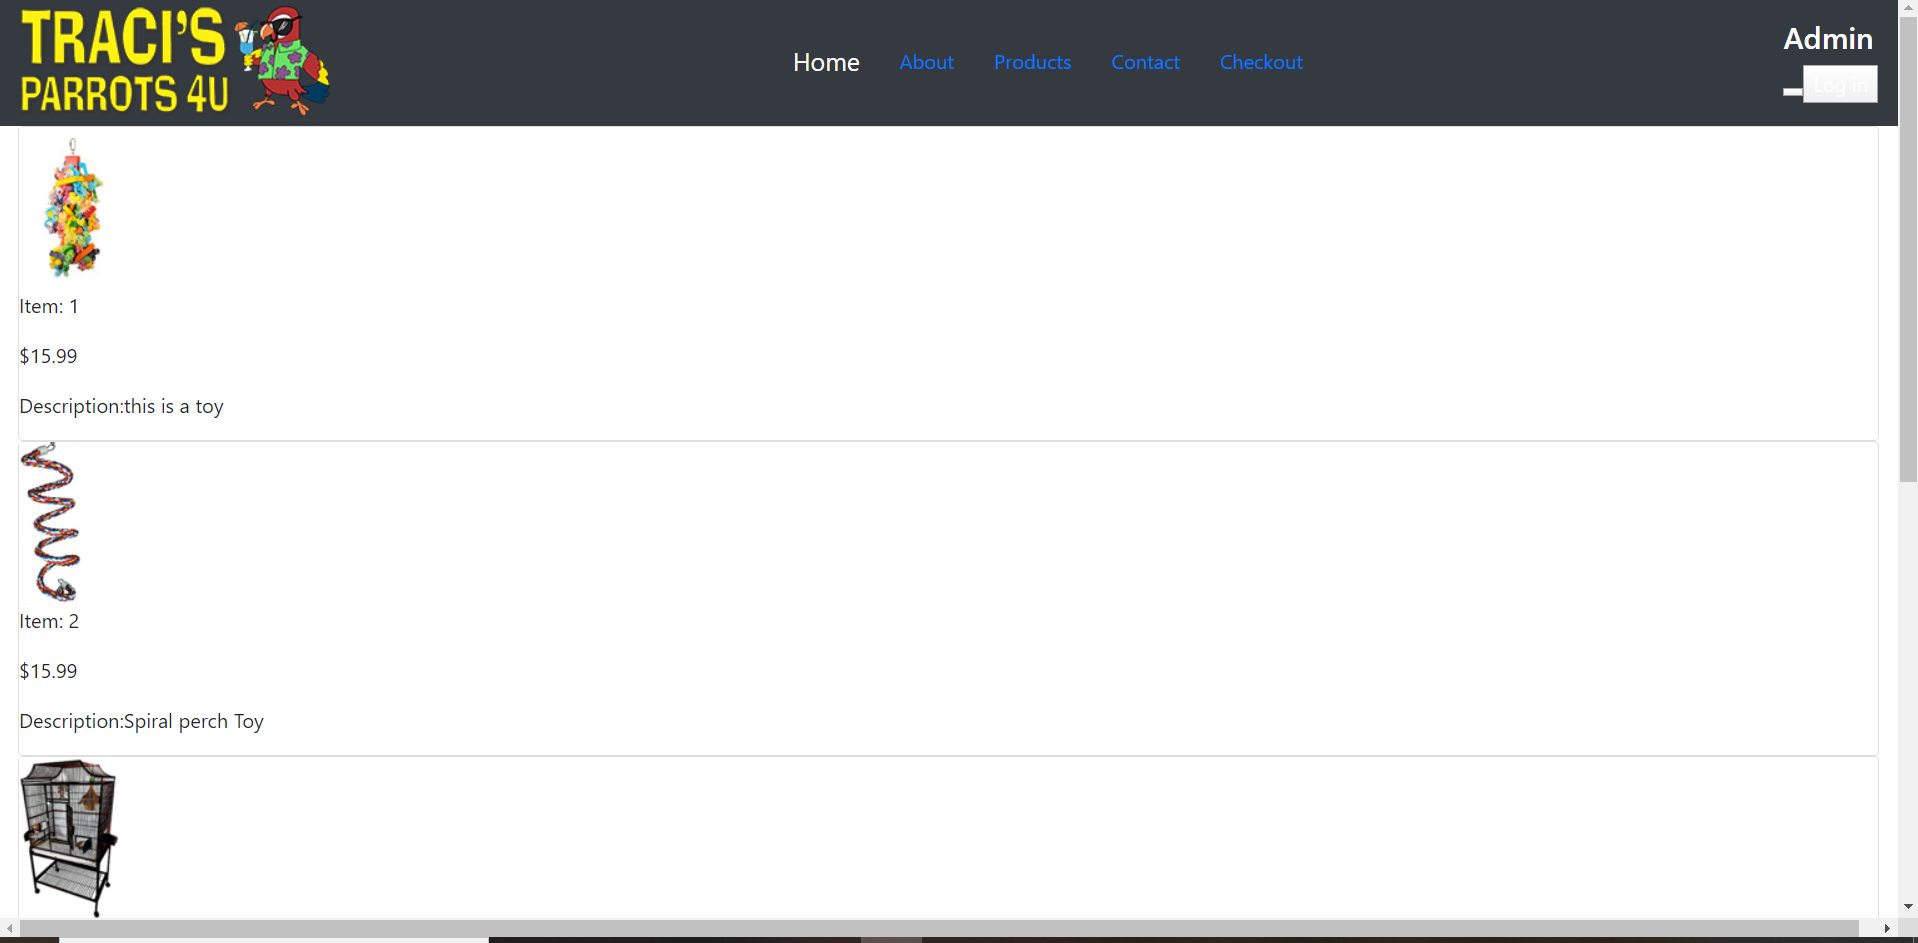 TRACI'S
PARROTS 4U
Home About Products Contact Checkout
Admin
Log in
Item: 1
$15.99
Description:this is a toy
Item: 2
$15.99
Description:Spiral perch Toy